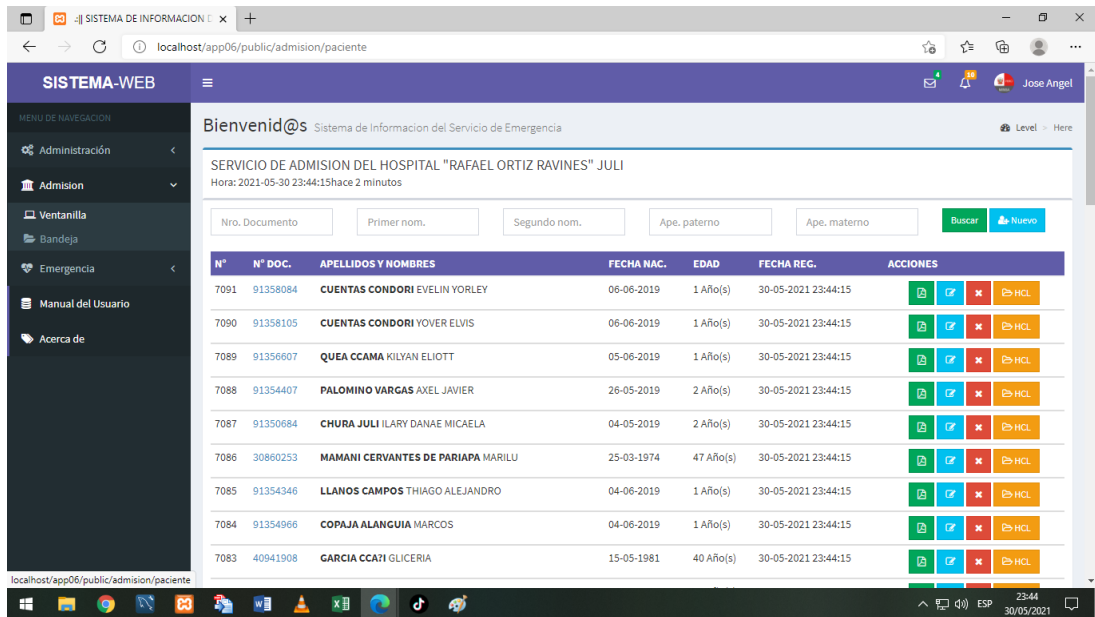 .:|| SISTEMA DE INFORMACION D
localhost/app06/public/admision/paciente
SISTEMA-WEB
4
10
Jose Angel
MENU DE NAVEGACION
Bienvenid@s Sistema de Informacion del Servicio de Emergencia
Level > Here
Administración
Admision
Ventanilla
Bandeja
Emergencia
Manual del Usuario
Acerca de
SERVICIO DE ADMISION DEL HOSPITAL "RAFAEL ORTIZ RAVINES" JULI
Hora: 2021-05-30 23:44:15hace 2 minutos
Nro. Documento Primer nom. Segundo nom. Ape. paterno Ape. materno Buscar Nuevo
N° N° DOC. APELLIDOS Y NOMBRES FECHA NAC. EDAD FECHA REG. ACCIONES
7091 91358084 CUENTAS CONDORI EVELIN YORLEY 06-06-2019 1 Año(s) 30-05-2021 23:44:15 HCL
7090 91358105 CUENTAS CONDORI YOVER ELVIS 06-06-2019 1 Año(s) 30-05-2021 23:44:15 HCL
7089 91356607 QUEA CCAMA KILYAN ELIOTT 05-06-2019 1 Año(s) 30-05-2021 23:44:15 HCL
7088 91354407 PALOMINO VARGAS AXEL JAVIER 26-05-2019 2 Año(s) 30-05-2021 23:44:15 HCL
7087 91350684 CHURA JULI ILARY DANAE MICAELA 04-05-2019 2 Año(s) 30-05-2021 23:44:15 HCL
7086 30860253 MAMANI CERVANTES DE PARIAPA MARILU 25-03-1974 47 Año(s) 30-05-2021 23:44:15 HCL
7085 91354346 LLANOS CAMPOS THIAGO ALEJANDRO 04-06-2019 1 Año(s) 30-05-2021 23:44:15 HCL
7084 91354966 COPAJA ALANGUIA MARCOS 04-06-2019 1 Año(s) 30-05-2021 23:44:15 HCL
7083 40941908 GARCIA CCA?I GLICERIA 15-05-1981 40 Año(s) 30-05-2021 23:44:15 HCL
localhost/app06/public/admision/paciente
ESP
23:44
30/05/2021